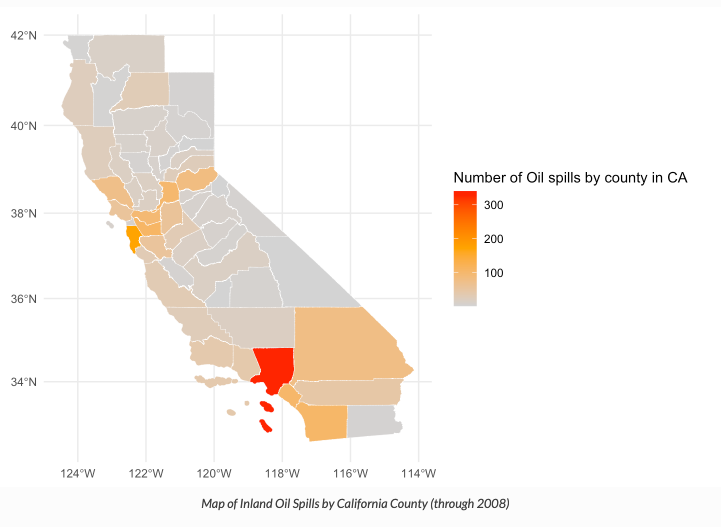 42°N
40°N
38°N
36°N
34°N
124°W 122°W 120°W 118°W 116°W 114°W
Number of Oil spills by county in CA
300
200
100
Map of Inland Oil Spills by California County (through 2008)